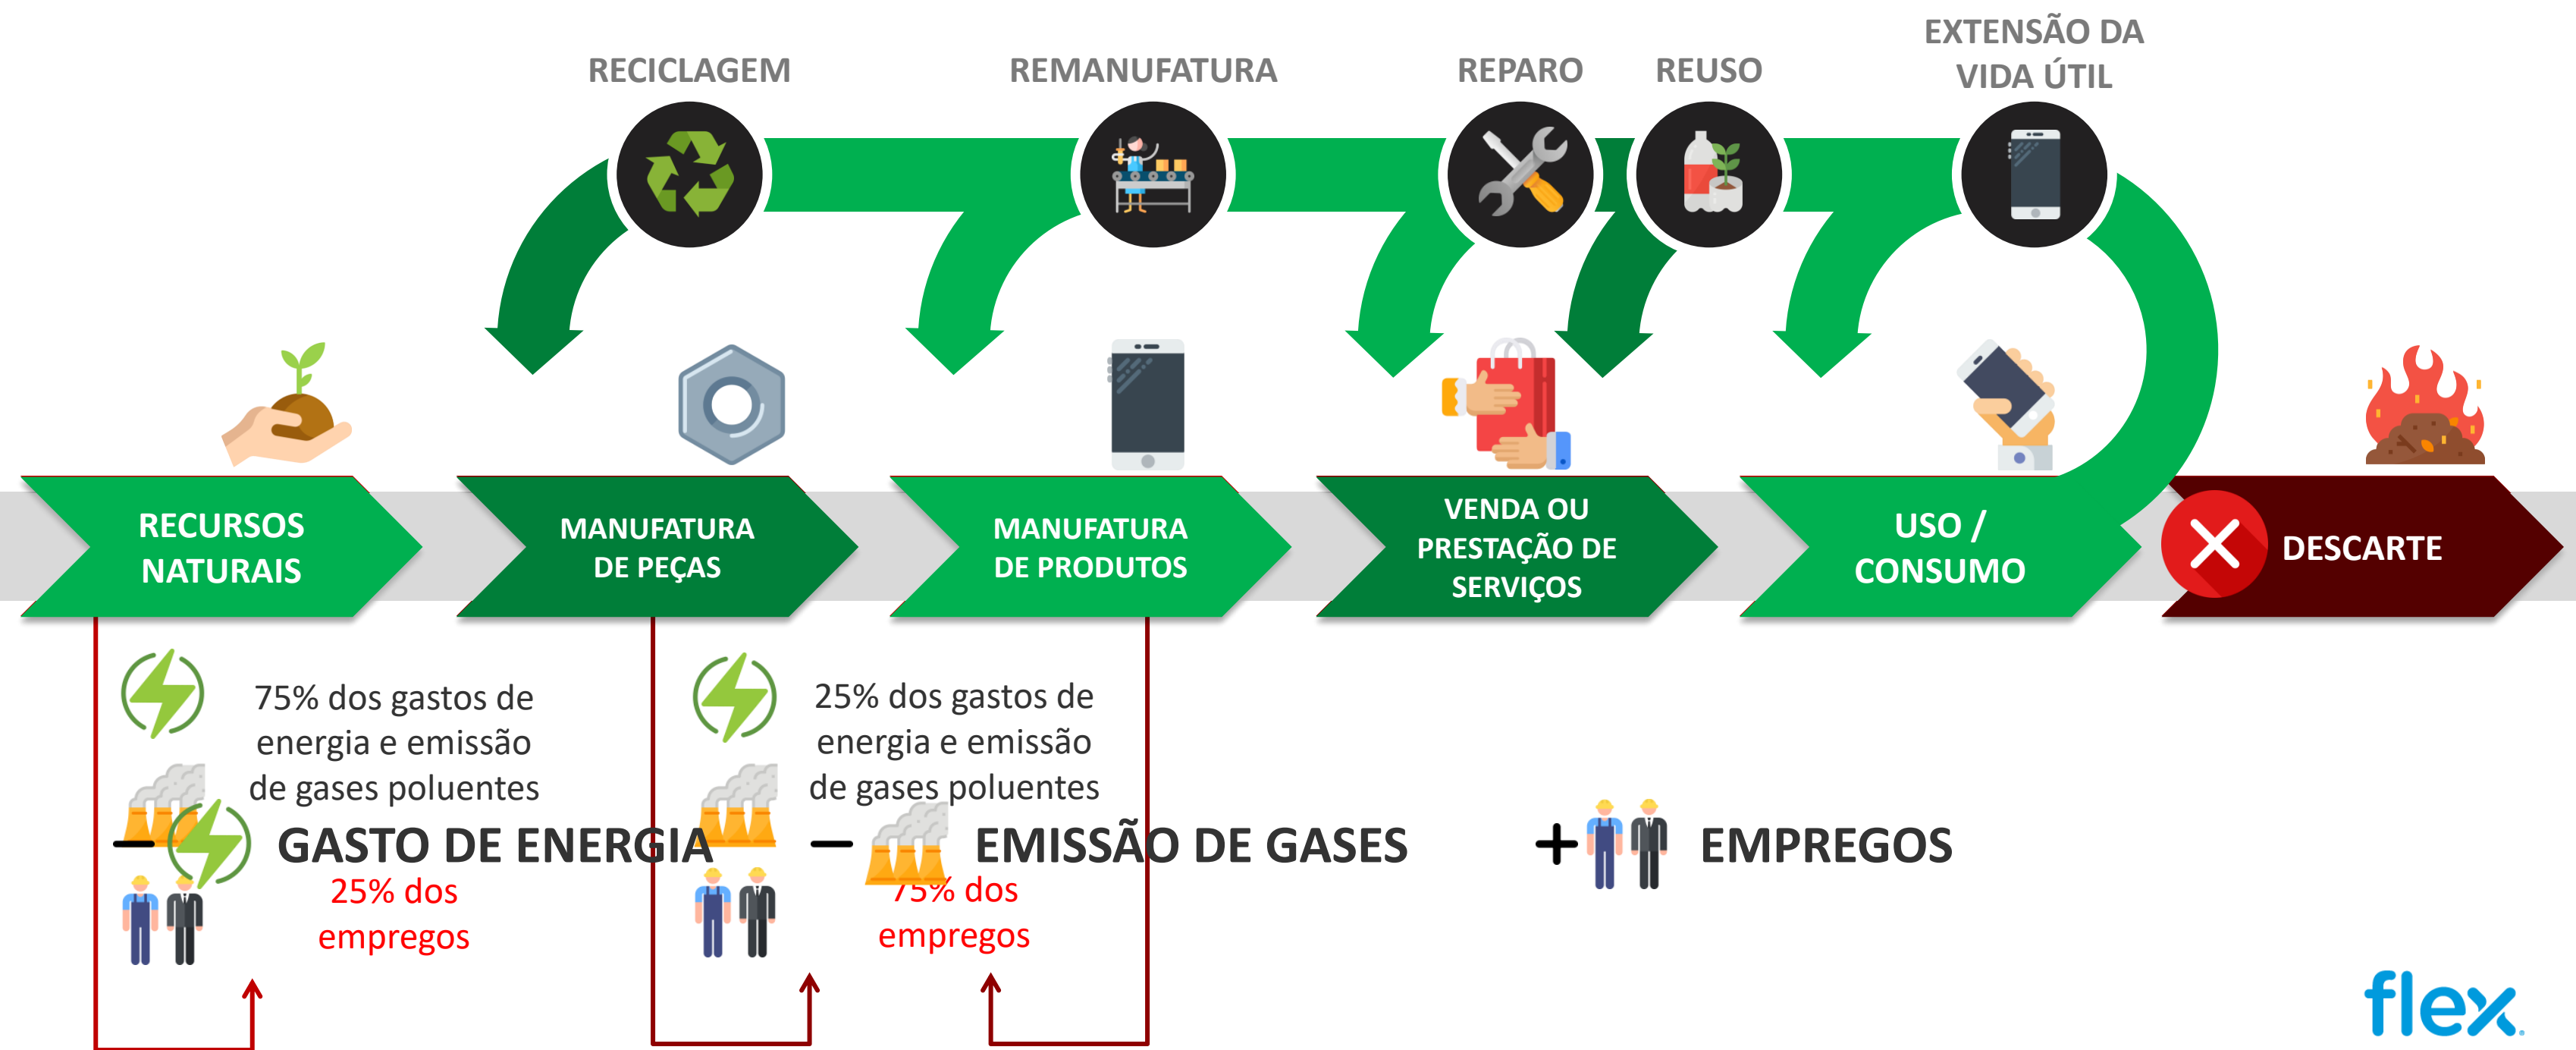 RECICLAGEM
REMANUFATURA
REPARO
REUSO
EXTENSÃO DA
VIDA ÚTIL
RECURSOS
NATURAIS
MANUFATURA
DE PEÇAS
MANUFATURA
DE PRODUTOS
VENDA OU
PRESTAÇÃO DE
SERVIÇOS
USO /
CONSUMO
DESCARTE
75% dos gastos de
energia e emissão
de gases poluentes
25% dos gastos de
energia e emissão
de gases poluentes
– GASTO DE ENERGIA
– EMISSÃO DE GASES
+ EMPREGOS
25% dos
empregos
75% dos
empregos
flex